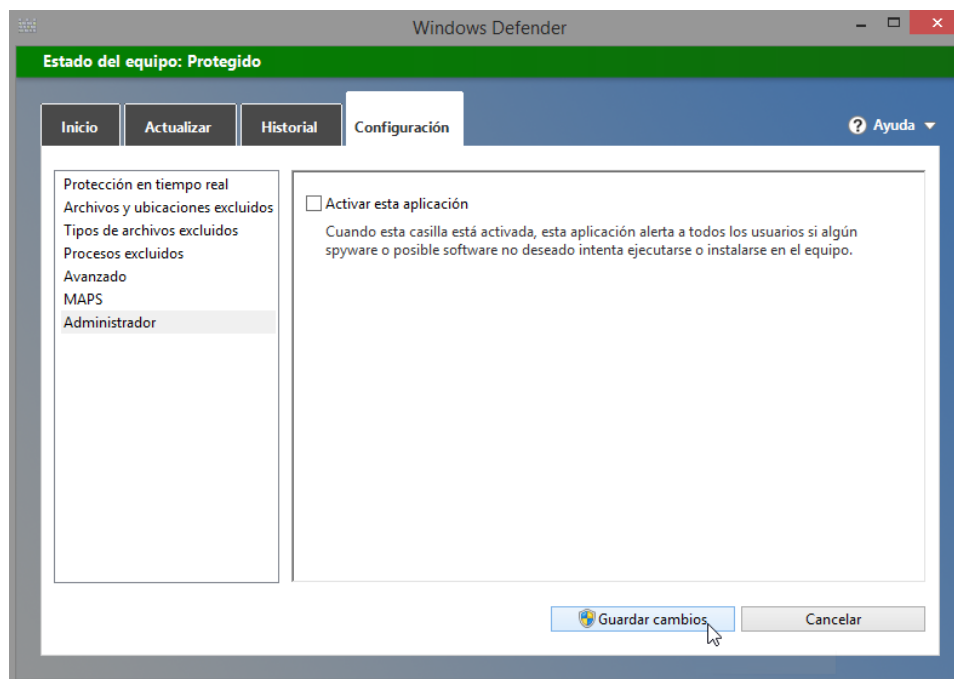 Windows Defender
Estado del equipo: Protegido
Inicio
Actualizar
Historial
Configuración
Ayuda
Protección en tiempo real
Archivos y ubicaciones excluidos
Tipos de archivos excluidos
Procesos excluidos
Avanzado
MAPS
Administrador
Activar esta aplicación
Cuando esta casilla está activada, esta aplicación alerta a todos los usuarios si algún
spyware o posible software no deseado intenta ejecutarse o instalarse en el equipo.
Guardar cambios
Cancelar